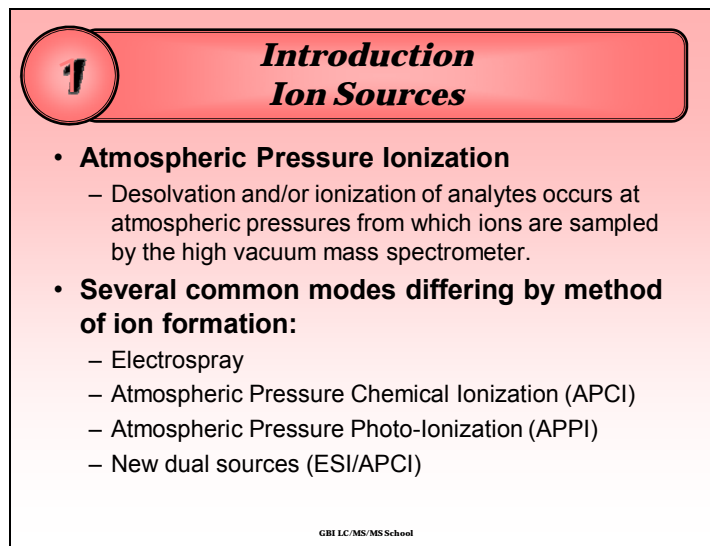 1
Introduction
Ion Sources
• Atmospheric Pressure Ionization
– Desolvation and/or ionization of analytes occurs at
atmospheric pressures from which ions are sampled
by the high vacuum mass spectrometer.
• Several common modes differing by method
of ion formation:
– Electrospray
– Atmospheric Pressure Chemical Ionization (APCI)
– Atmospheric Pressure Photo-Ionization (APPI)
– New dual sources (ESI/APCI)
GBI LC/MS/MS School